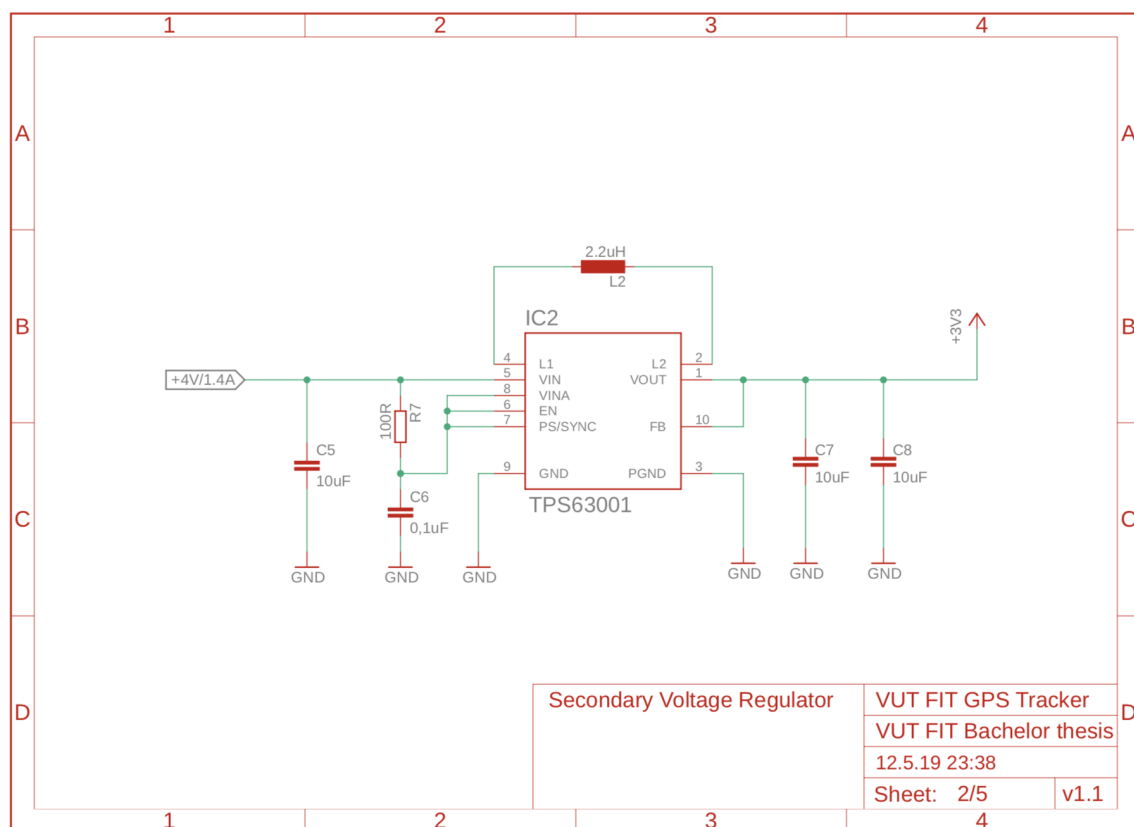 1 2 3 4
A A
2.2uH
L2
B B
IC2
+3V3
4 L1 L2 2
+4V/1.4A
5 VIN VOUT 1
8 VINA
6 EN
100R R7
7 PS/SYNC FB 10
C5
10uF
C7
10uF
C8
10uF
9 GND PGND 3
C6
0,1uF
TPS63001
C C
GND GND GND GND GND GND
D D
Secondary Voltage Regulator
VUT FIT GPS Tracker
VUT FIT Bachelor thesis
12.5.19 23:38
Sheet: 2/5 v1.1
1 2 3 4